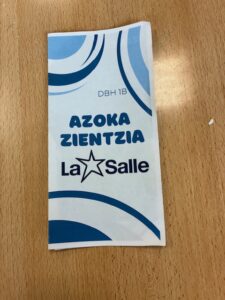 DBH 1B
AZOKA
ZIENTZIA
La Salle